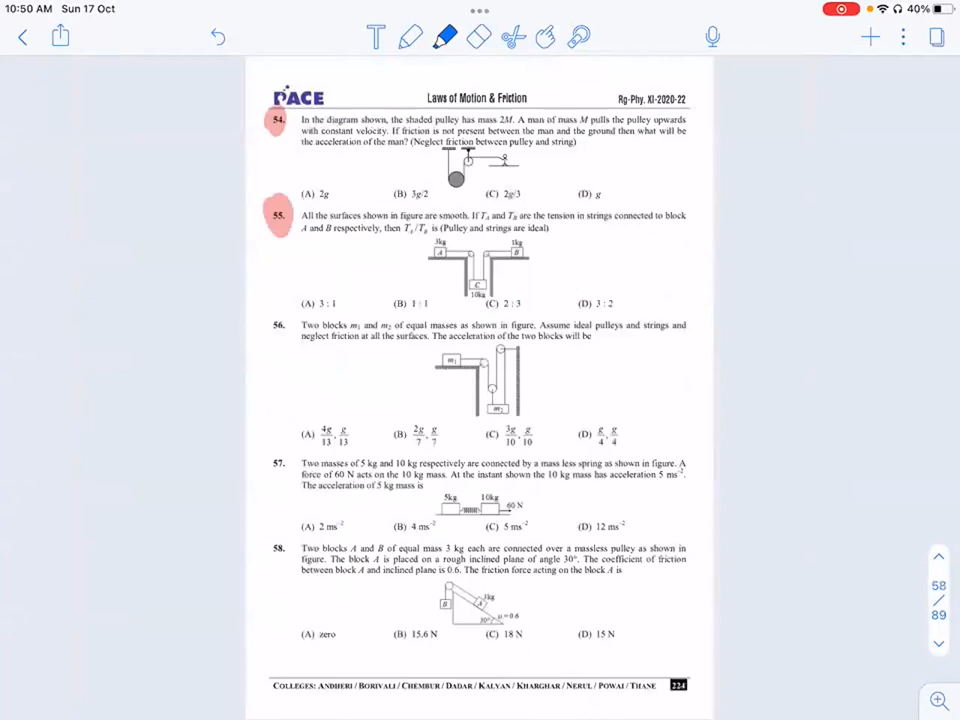 10:50 AM Sun 17 Oct
40%
PACE Laws of Motion & Friction Rg-Phy. XI-2020-22
54. In the diagram shown, the shaded pulley has mass 2M. A man of mass M pulls the pulley upwards
with constant velocity. If friction is not present between the man and the ground then what will be
the acceleration of the man? (Neglect friction between pulley and string)
(A) 2g (B) 3g/2 (C) 2g/3 (D) g
55. All the surfaces shown in figure are smooth. If T_A and T_B are the tension in strings connected to block
A and B respectively, then T_A/T_B is (Pulley and strings are ideal)
3kg 1kg
A B
C
10kg
(A) 3 : 1 (B) 1 : 1 (C) 2 : 3 (D) 3 : 2
56. Two blocks m₁ and m₂ of equal masses as shown in figure. Assume ideal pulleys and strings and
neglect friction at all the surfaces. The acceleration of the two blocks will be
m₁
m₂
(A) 4g/13, g/13 (B) 2g/7, g/7 (C) 3g/10, g/10 (D) g/4, g/4
57. Two masses of 5 kg and 10 kg respectively are connected by a mass less spring as shown in figure. A
force of 60 N acts on the 10 kg mass. At the instant shown the 10 kg mass has acceleration 5 ms⁻².
The acceleration of 5 kg mass is
5kg 10kg
60 N
(A) 2 ms⁻² (B) 4 ms⁻² (C) 5 ms⁻² (D) 12 ms⁻²
58. Two blocks A and B of equal mass 3 kg each are connected over a massless pulley as shown in
figure. The block A is placed on a rough inclined plane of angle 30°. The coefficient of friction
between block A and inclined plane is 0.6. The friction force acting on the block A is
3kg
B A
μ=0.6
30°
(A) zero (B) 15.6 N (C) 18 N (D) 15 N
COLLEGES: ANDHERI / BORIVALI / CHEMBUR / DADAR / KALYAN / KHARGHAR / NERUL / POWAI / THANE 224
58
/
89